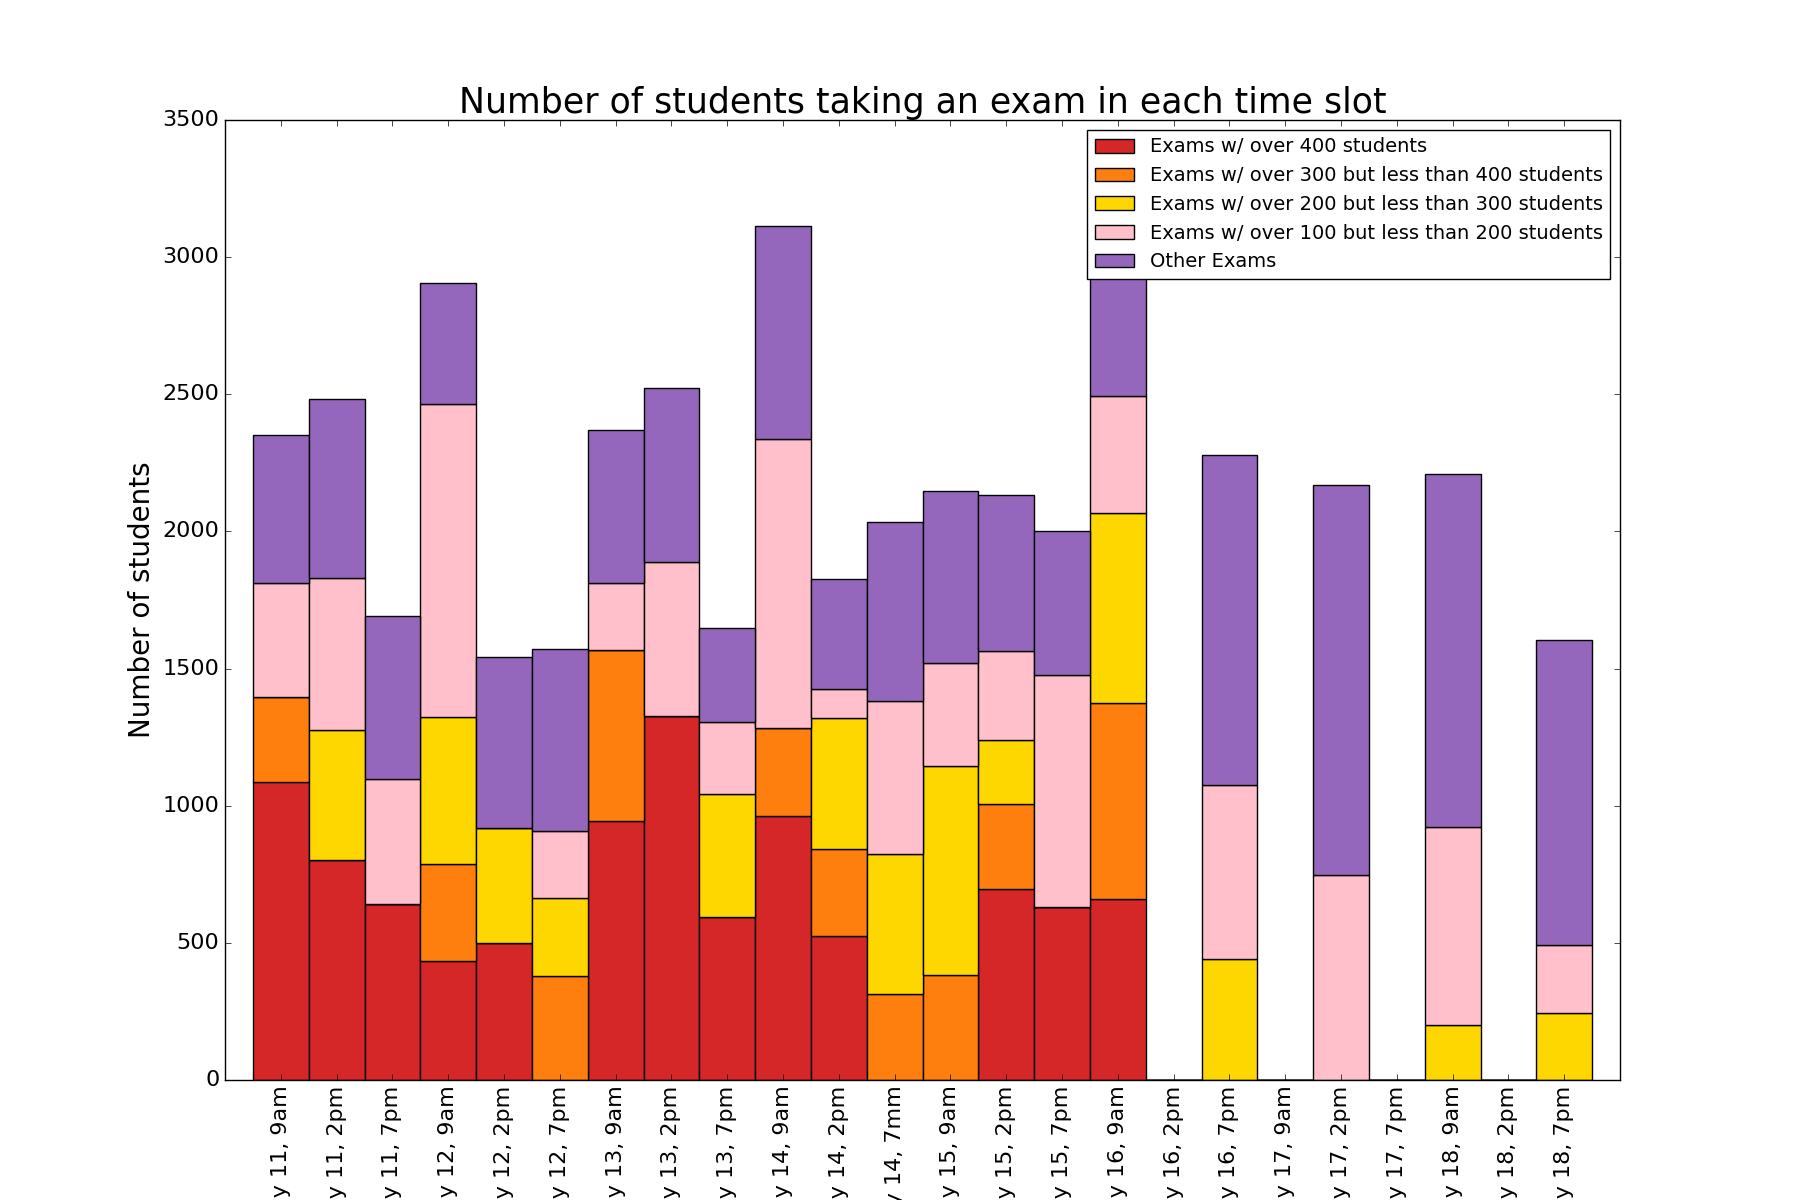 Number of students taking an exam in each time slot
Exams w/ over 400 students
Exams w/ over 300 but less than 400 students
Exams w/ over 200 but less than 300 students
Exams w/ over 100 but less than 200 students
Other Exams
Number of students
3500
3000
2500
2000
1500
1000
500
0
y 11, 9am
y 11, 2pm
y 11, 7pm
y 12, 9am
y 12, 2pm
y 12, 7pm
y 13, 9am
y 13, 2pm
y 13, 7pm
y 14, 9am
y 14, 2pm
y 14, 7mm
y 15, 9am
y 15, 2pm
y 15, 7pm
y 16, 9am
y 16, 2pm
y 16, 7pm
y 17, 9am
y 17, 2pm
y 17, 7pm
y 18, 9am
y 18, 2pm
y 18, 7pm